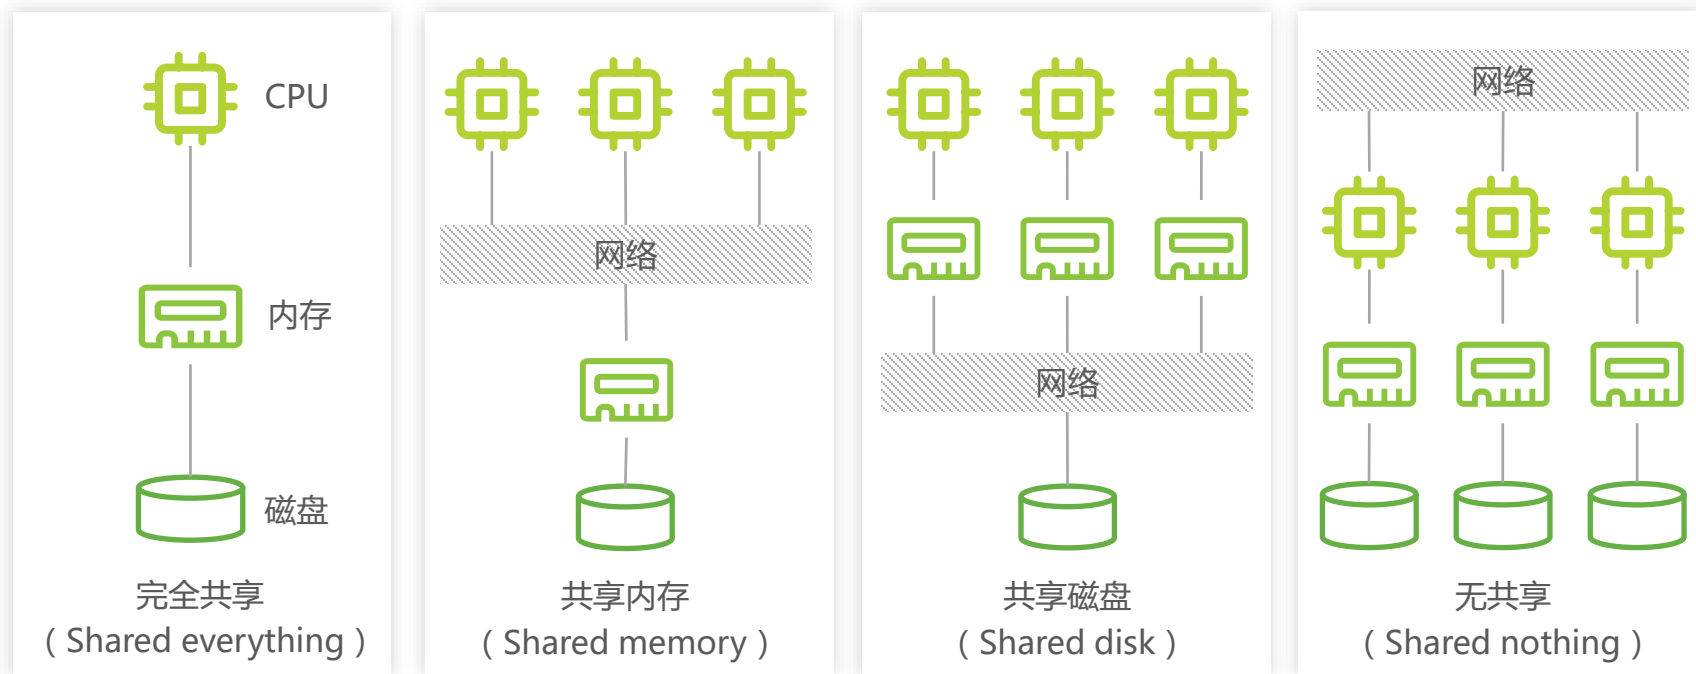 CPU
内存
磁盘
完全共享
（Shared everything）
网络
共享内存
（Shared memory）
网络
共享磁盘
（Shared disk）
网络
无共享
（Shared nothing）